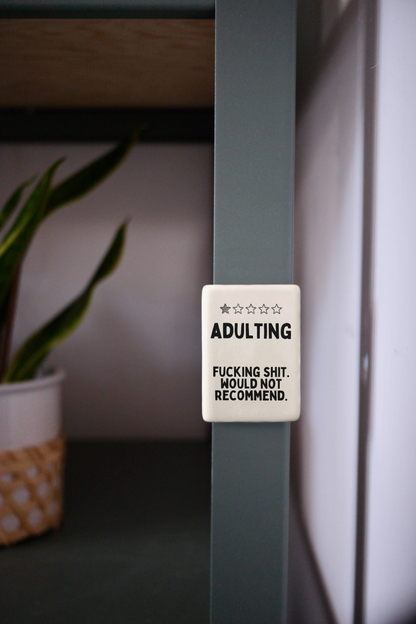 ★☆☆☆☆
ADULTING
FUCKING SHIT.
WOULD NOT
RECOMMEND.